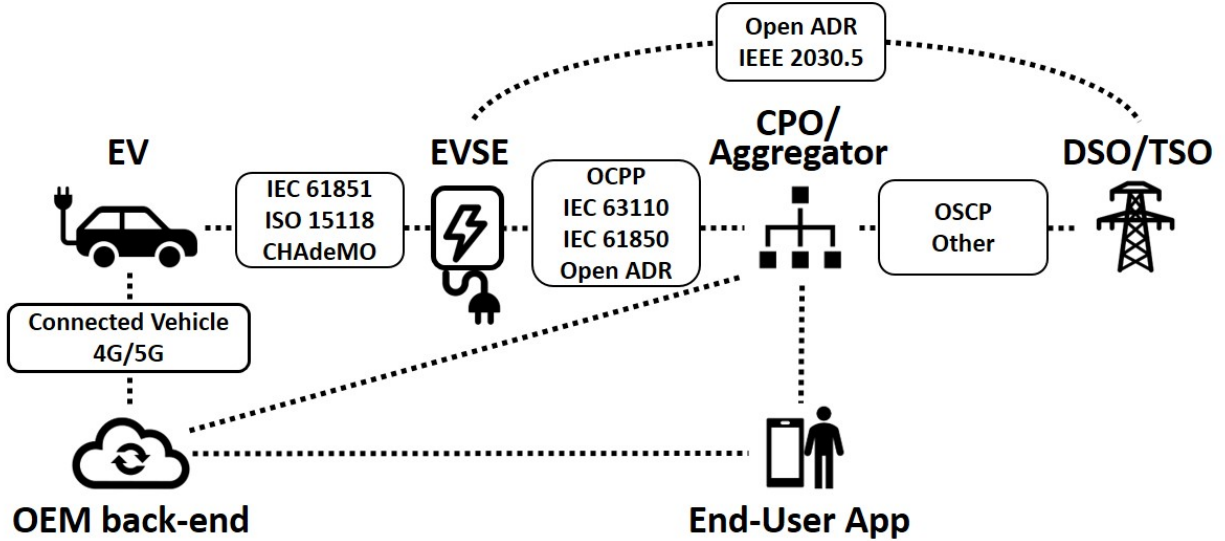 Open ADR
IEEE 2030.5
EV
EVSE
CPO/
Aggregator
DSO/TSO
IEC 61851
ISO 15118
CHAdeMO
OCPP
IEC 63110
IEC 61850
Open ADR
OSCP
Other
Connected Vehicle
4G/5G
OEM back-end
End-User App